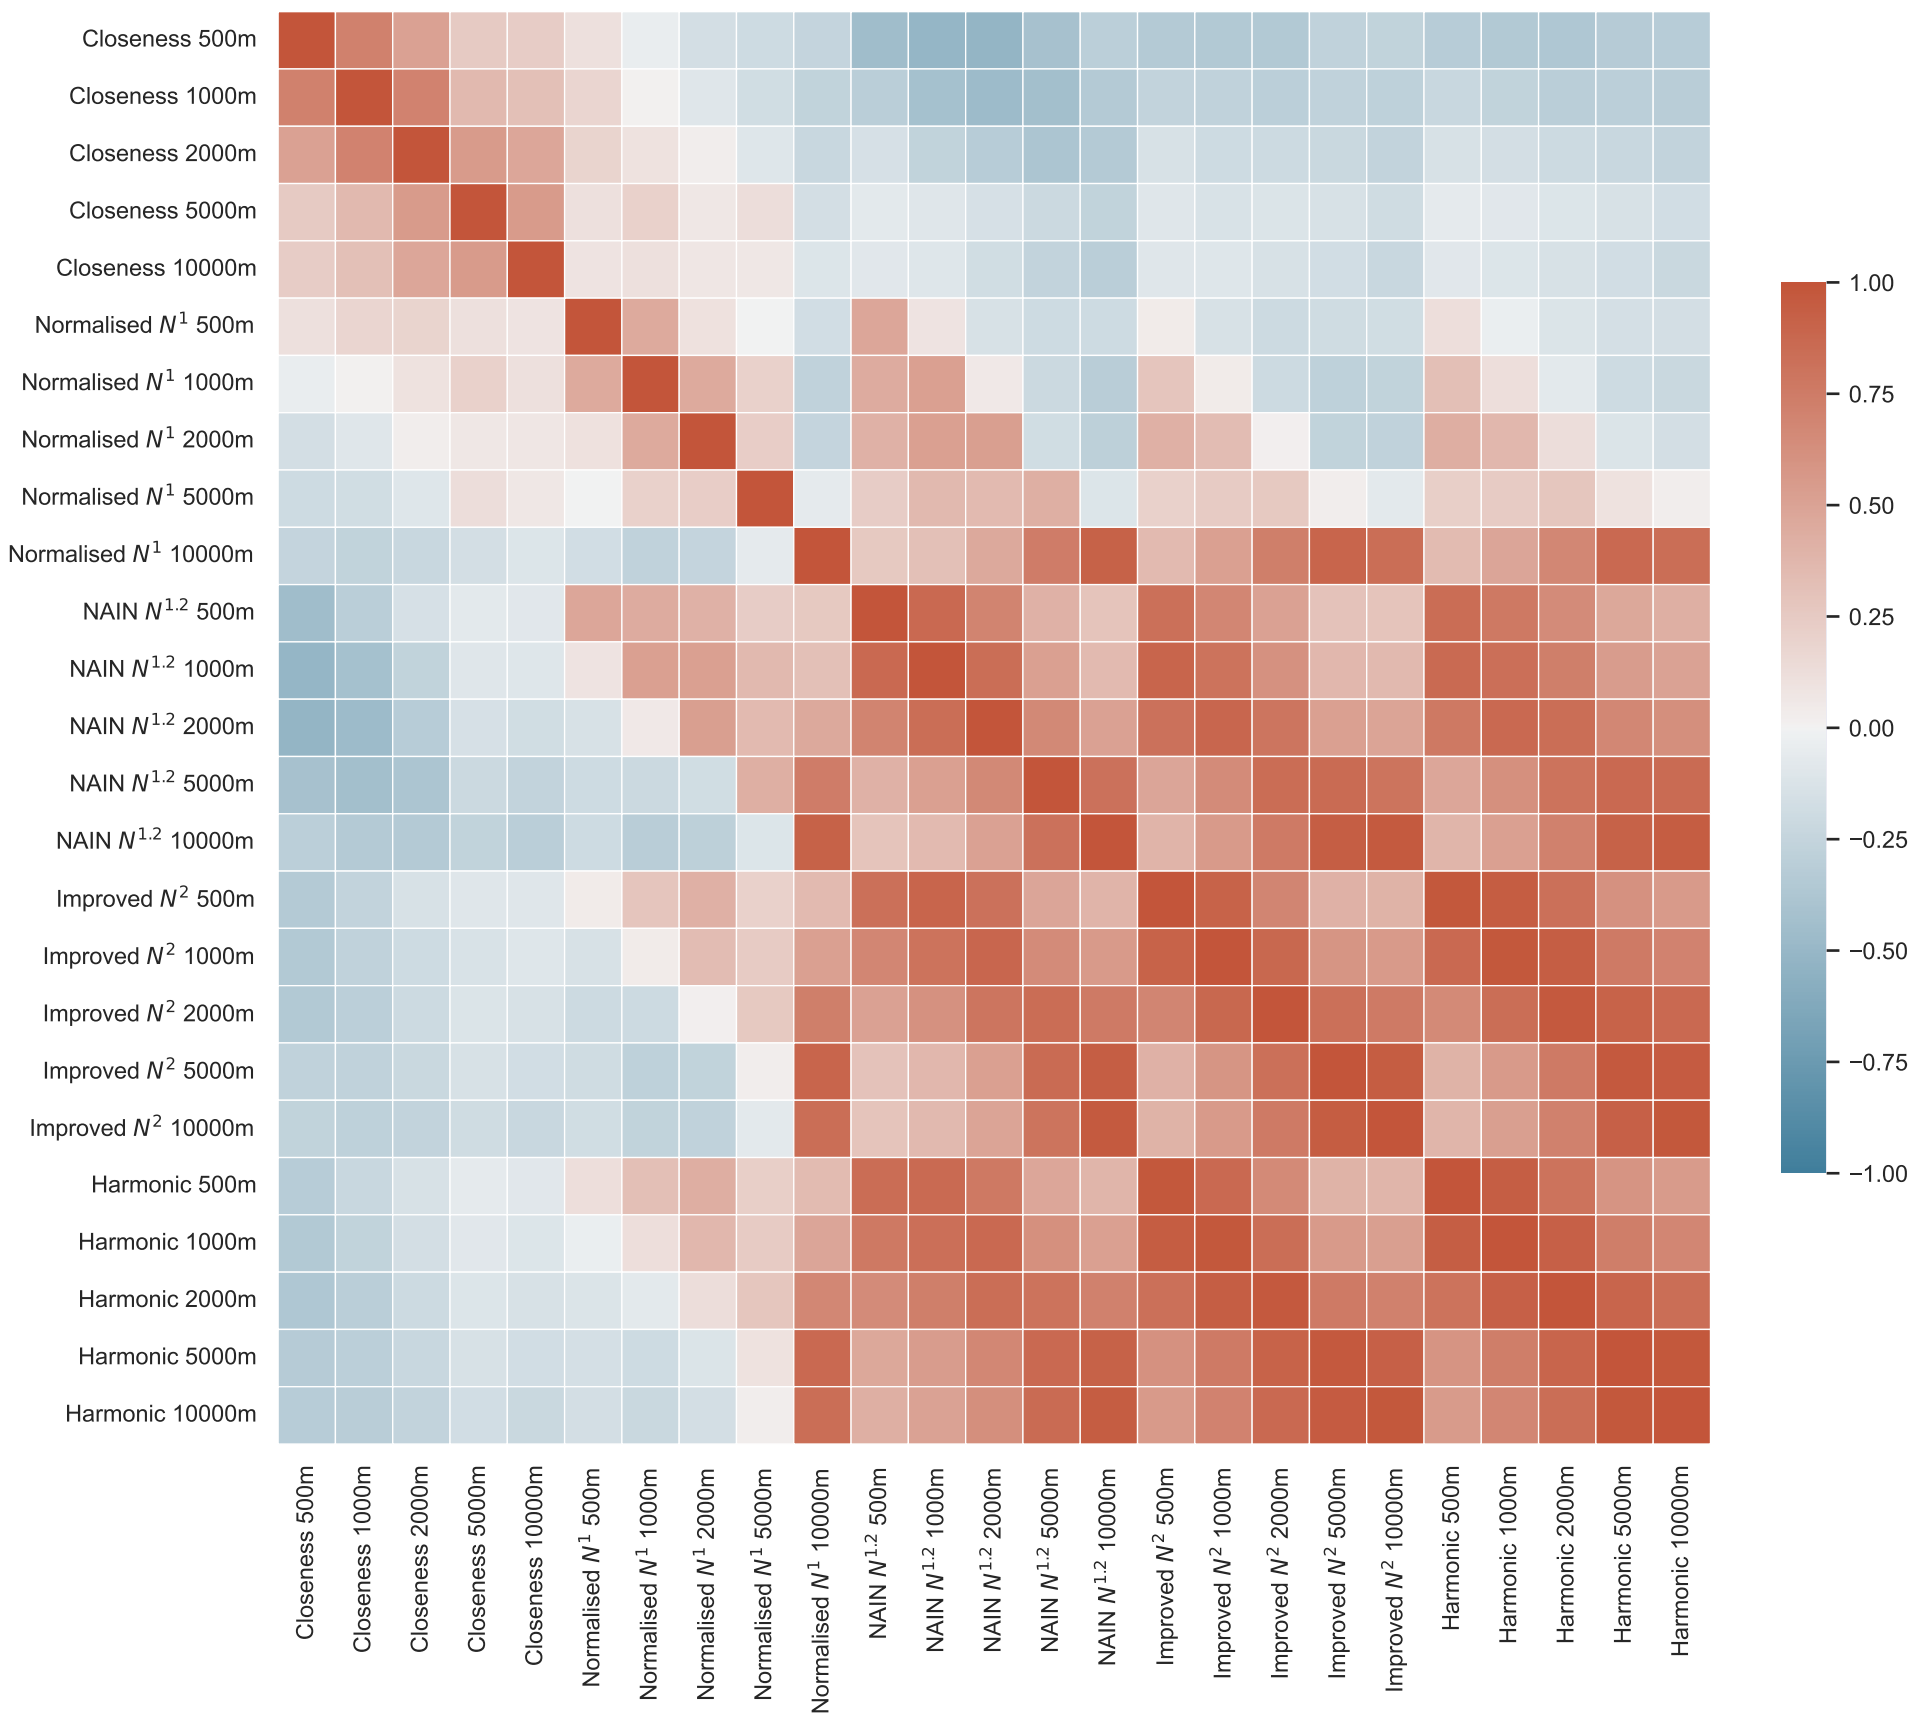 Closeness 500m
Closeness 1000m
Closeness 2000m
Closeness 5000m
Closeness 10000m
Normalised N¹ 500m
Normalised N¹ 1000m
Normalised N¹ 2000m
Normalised N¹ 5000m
Normalised N¹ 10000m
NAIN N¹·² 500m
NAIN N¹·² 1000m
NAIN N¹·² 2000m
NAIN N¹·² 5000m
NAIN N¹·² 10000m
Improved N² 500m
Improved N² 1000m
Improved N² 2000m
Improved N² 5000m
Improved N² 10000m
Harmonic 500m
Harmonic 1000m
Harmonic 2000m
Harmonic 5000m
Harmonic 10000m
Closeness 500m
Closeness 1000m
Closeness 2000m
Closeness 5000m
Closeness 10000m
Normalised N¹ 500m
Normalised N¹ 1000m
Normalised N¹ 2000m
Normalised N¹ 5000m
Normalised N¹ 10000m
NAIN N¹·² 500m
NAIN N¹·² 1000m
NAIN N¹·² 2000m
NAIN N¹·² 5000m
NAIN N¹·² 10000m
Improved N² 500m
Improved N² 1000m
Improved N² 2000m
Improved N² 5000m
Improved N² 10000m
Harmonic 500m
Harmonic 1000m
Harmonic 2000m
Harmonic 5000m
Harmonic 10000m
1.00
0.75
0.50
0.25
0.00
−0.25
−0.50
−0.75
−1.00